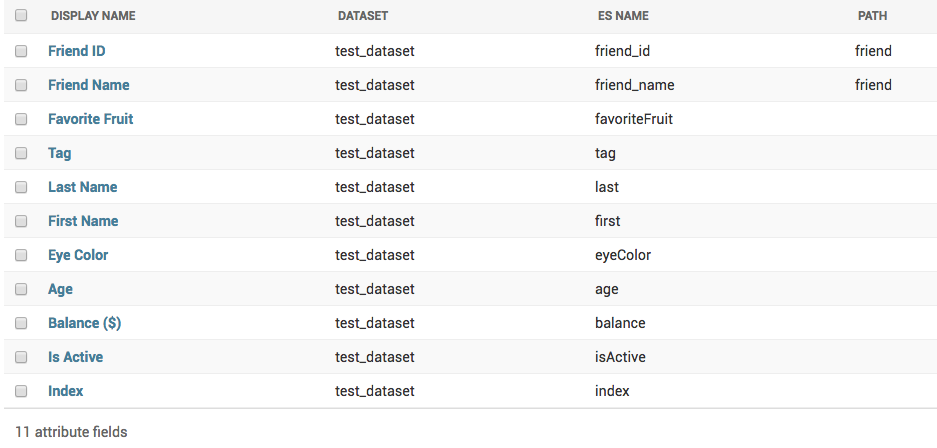 DISPLAY NAME DATASET ES NAME PATH
Friend ID test_dataset friend_id friend
Friend Name test_dataset friend_name friend
Favorite Fruit test_dataset favoriteFruit
Tag test_dataset tag
Last Name test_dataset last
First Name test_dataset first
Eye Color test_dataset eyeColor
Age test_dataset age
Balance ($) test_dataset balance
Is Active test_dataset isActive
Index test_dataset index
11 attribute fields